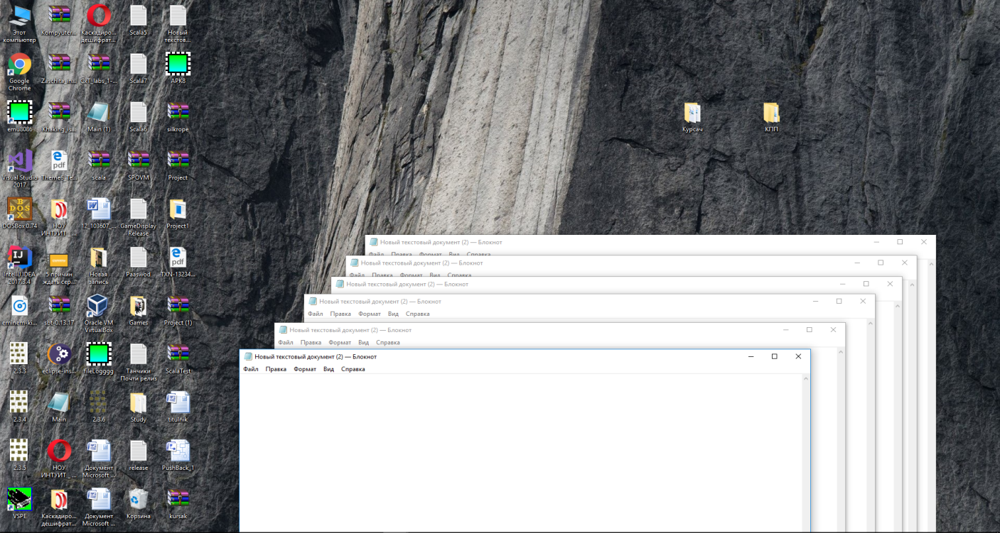 Этот
компьютер
Kompyuter...
Каскадиро...
дешифрат...
Scala5
Новый
текстов...
Google
Chrome
Zaschita_in...
CXT_labs_1-...
Scala7
АРК8
emu8086
Khaking_is...
Main (1)
Scala6
silkrope
Visual Studio
2017
Theme6_Te...
scala
SPOVM
Project
DOSBox 0.74
НОУ
ИНТУИТ _ ...
12_103607_...
GameDisplay
Release
Project1
IntelliJ IDEA
2017.3.4
5 причин
ждать сер...
Новая
запись
Paaswod
TXN-13234...
eminem-ki...
sbt-0.13.17
Oracle VM
VirtualBox
Games
Project (1)
2.3.3
eclipse-ins...
fileLogggg
Танчики
Почти релиз
ScalaTest
2.3.4
Main
2.3.6
Study
titulnik
2.3.5
НОУ
ИНТУИТ _ ...
Документ
Microsoft ...
release
PushBack_1
VSPE
Каскадиро...
дешифрат...
Документ
Microsoft ...
Корзина
kursak
Курсач
КПП
Новый текстовый документ (2) — Блокнот
Файл Правка Формат Вид Справка
Новый текстовый документ (2) — Блокнот
Файл Правка Формат Вид Справка
Новый текстовый документ (2) — Блокнот
Новый текстовый документ (2) — Блокнот
Файл Правка Формат Вид Справка
Новый текстовый документ (2) — Блокнот
Файл Правка Формат Вид Справка
Новый текстовый документ (2) — Блокнот
Файл Правка Формат Вид Справка